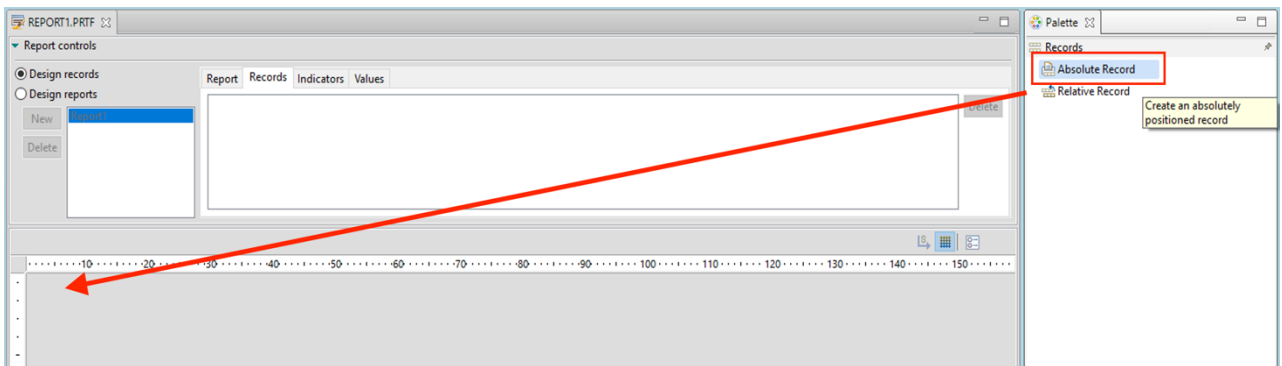 REPORT1.PRTF
Report controls
Design records
Design reports
New
Delete
Report1
Report Records Indicators Values
Delete
10 20 30 40 50 60 70 80 90 100 110 120 130 140 150
Palette
Records
Absolute Record
Relative Record
Create an absolutely
positioned record